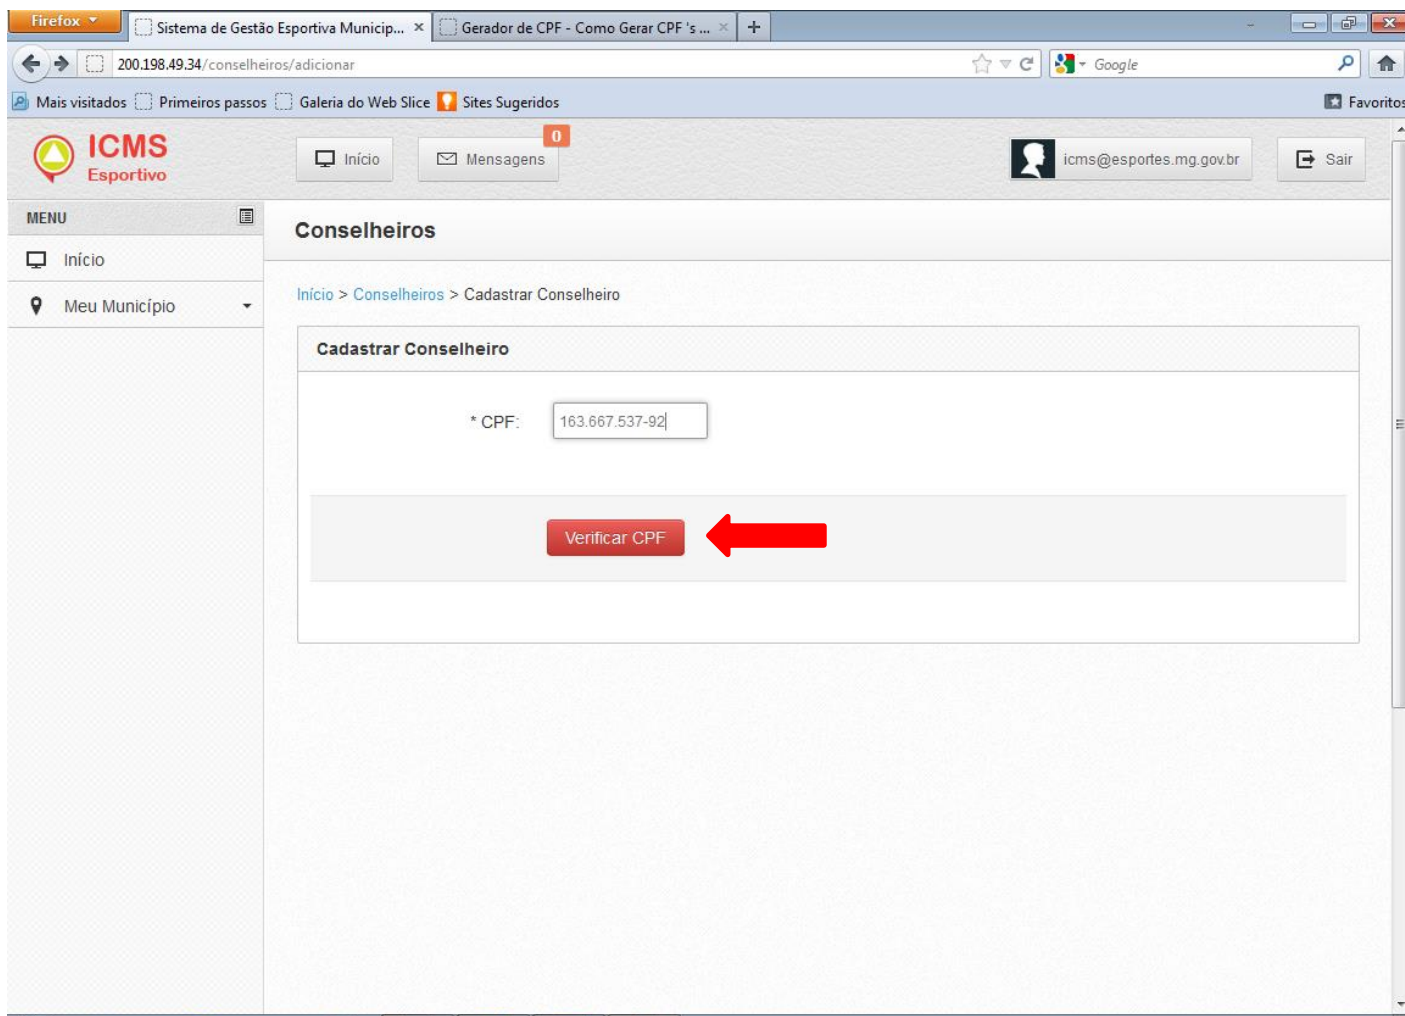 Firefox
Sistema de Gestão Esportiva Municip... ×
Gerador de CPF - Como Gerar CPF 's ... ×
200.198.49.34/conselheiros/adicionar
Google
Mais visitados
Primeiros passos
Galeria do Web Slice
Sites Sugeridos
Favoritos
ICMS
Esportivo
Início
Mensagens
0
icms@esportes.mg.gov.br
Sair
MENU
Início
Meu Município
Conselheiros
Início > Conselheiros > Cadastrar Conselheiro
Cadastrar Conselheiro
* CPF:
163.667.537-92
Verificar CPF